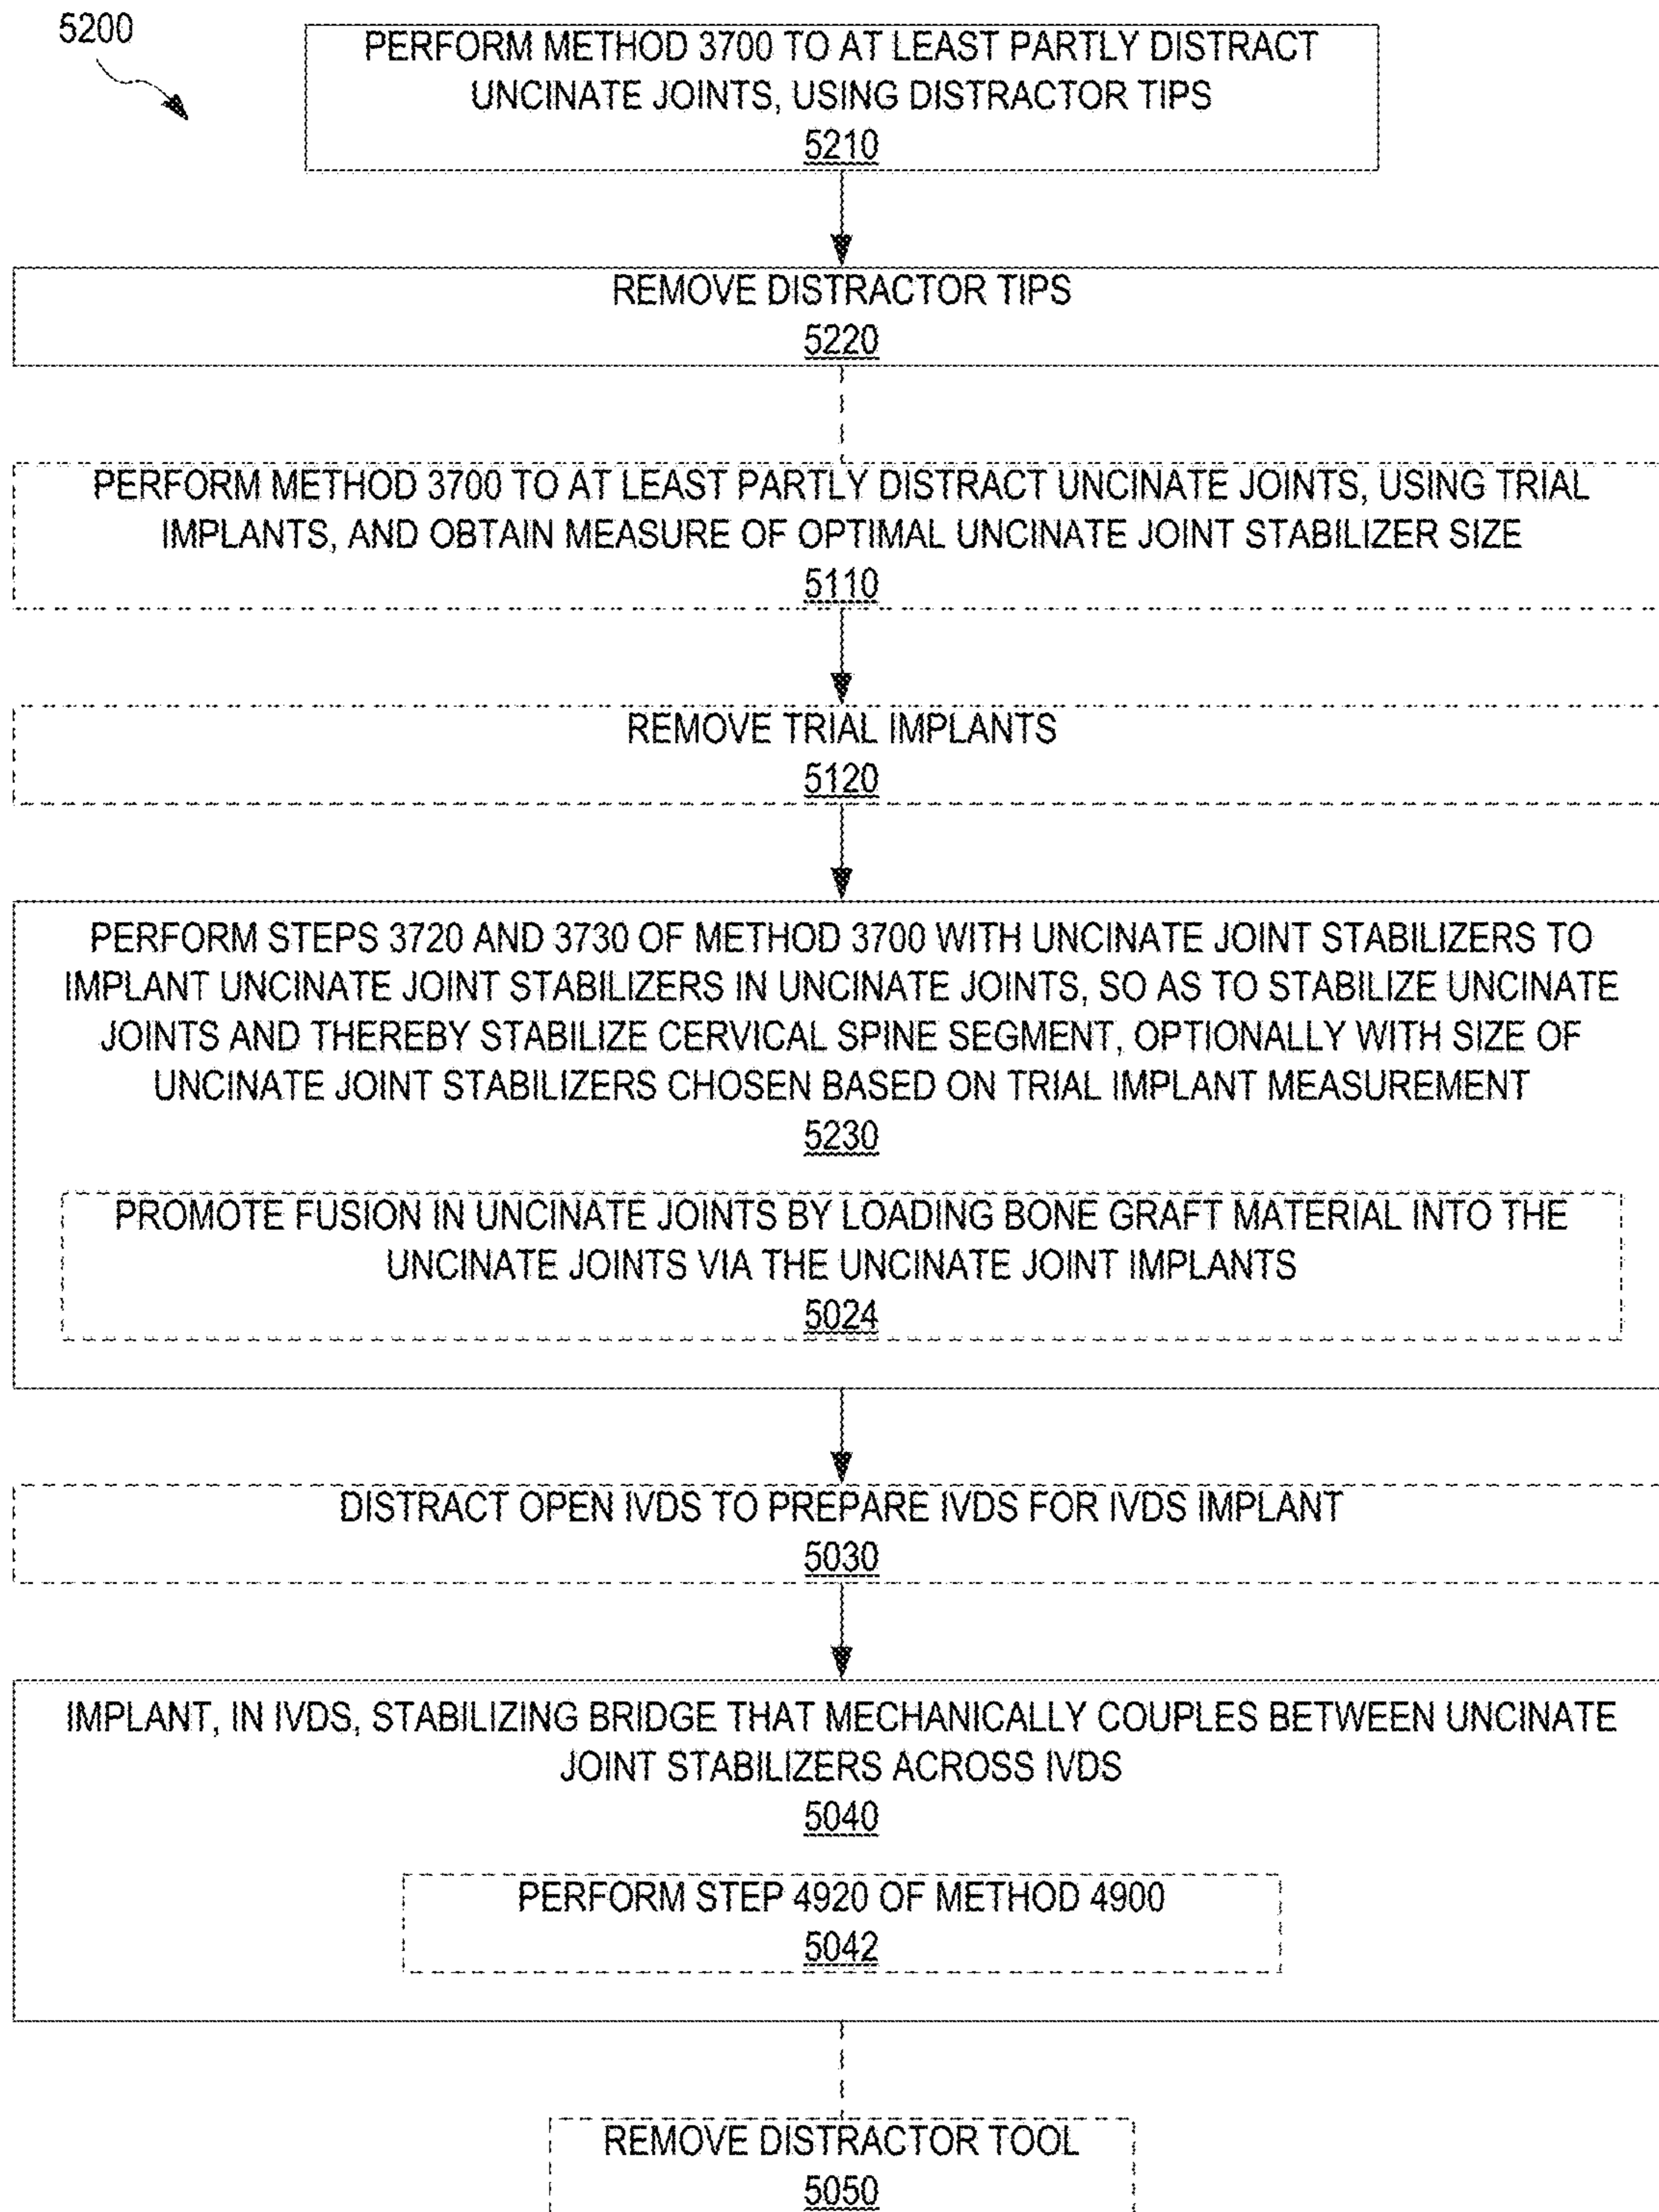 5200
PERFORM METHOD 3700 TO AT LEAST PARTLY DISTRACT
UNCINATE JOINTS, USING DISTRACTOR TIPS
5210
REMOVE DISTRACTOR TIPS
5220
PERFORM METHOD 3700 TO AT LEAST PARTLY DISTRACT UNCINATE JOINTS, USING TRIAL
IMPLANTS, AND OBTAIN MEASURE OF OPTIMAL UNCINATE JOINT STABILIZER SIZE
5110
REMOVE TRIAL IMPLANTS
5120
PERFORM STEPS 3720 AND 3730 OF METHOD 3700 WITH UNCINATE JOINT STABILIZERS TO
IMPLANT UNCINATE JOINT STABILIZERS IN UNCINATE JOINTS, SO AS TO STABILIZE UNCINATE
JOINTS AND THEREBY STABILIZE CERVICAL SPINE SEGMENT, OPTIONALLY WITH SIZE OF
UNCINATE JOINT STABILIZERS CHOSEN BASED ON TRIAL IMPLANT MEASUREMENT
5230
PROMOTE FUSION IN UNCINATE JOINTS BY LOADING BONE GRAFT MATERIAL INTO THE
UNCINATE JOINTS VIA THE UNCINATE JOINT IMPLANTS
5024
DISTRACT OPEN IVDS TO PREPARE IVDS FOR IVDS IMPLANT
5030
IMPLANT, IN IVDS, STABILIZING BRIDGE THAT MECHANICALLY COUPLES BETWEEN UNCINATE
JOINT STABILIZERS ACROSS IVDS
5040
PERFORM STEP 4920 OF METHOD 4900
5042
REMOVE DISTRACTOR TOOL
5050